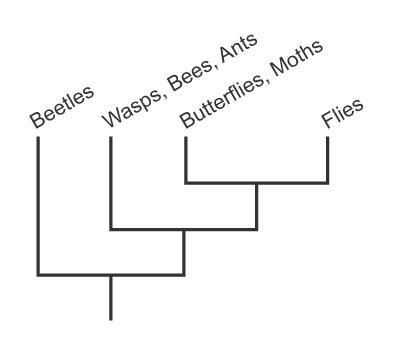 Beetles
Wasps, Bees, Ants
Butterflies, Moths
Flies